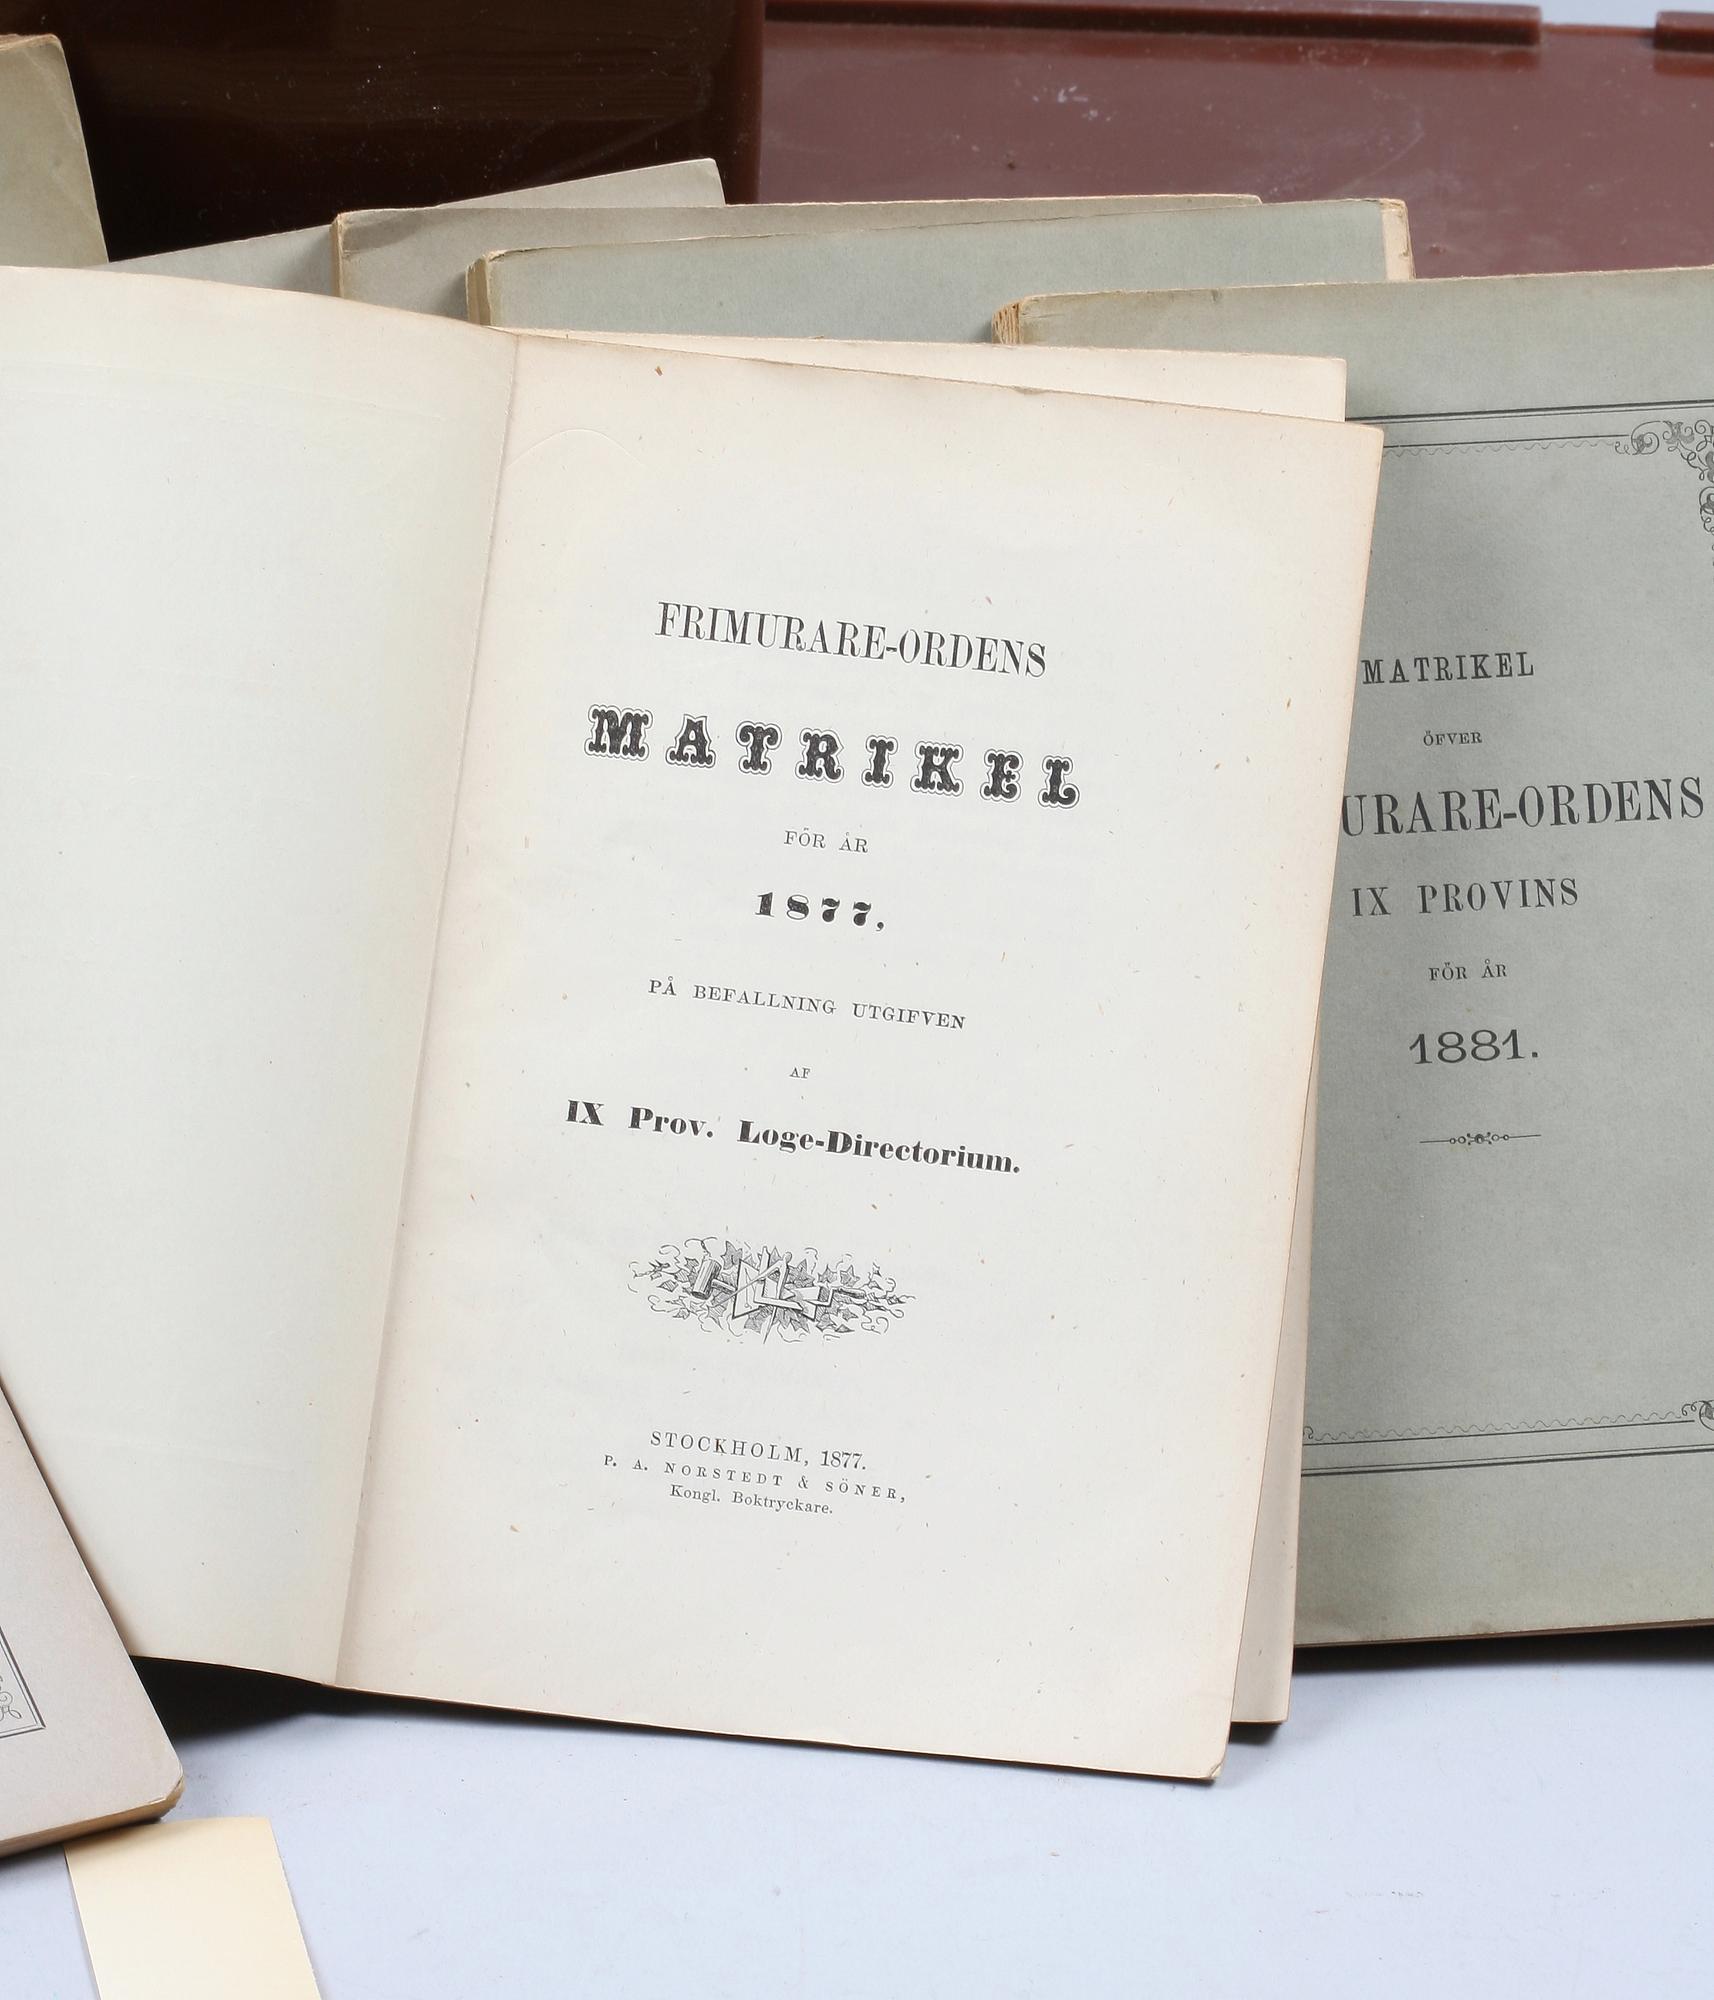 FRIMURARE-ORDENS
MATRIKEL
FÖR ÅR
1877,
PÅ BEFALLNING UTGIFVEN
AF
IX Prov. Loge-Directorium.
STOCKHOLM, 1877.
P. A. NORSTEDT & SÖNER,
Kongl. Boktryckare.
MATRIKEL
ÖFVER
URARE-ORDENS
IX PROVINS
FÖR ÅR
1881.